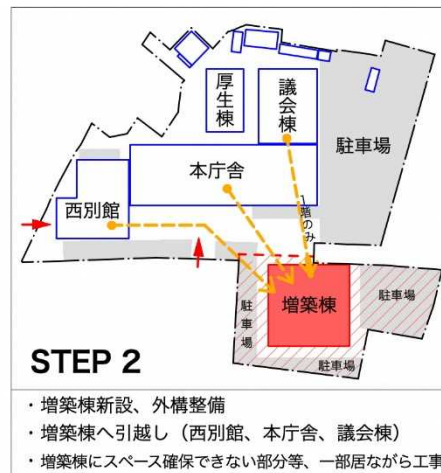 厚生棟
議会棟
駐車場
本庁舎
西別館
1階のみ
増築棟
駐車場
駐車場
駐車場
STEP 2
・増築棟新設、外構整備
・増築棟へ引越し（西別館、本庁舎、議会棟）
・増築棟にスペース確保できない部分等、一部居ながら工事